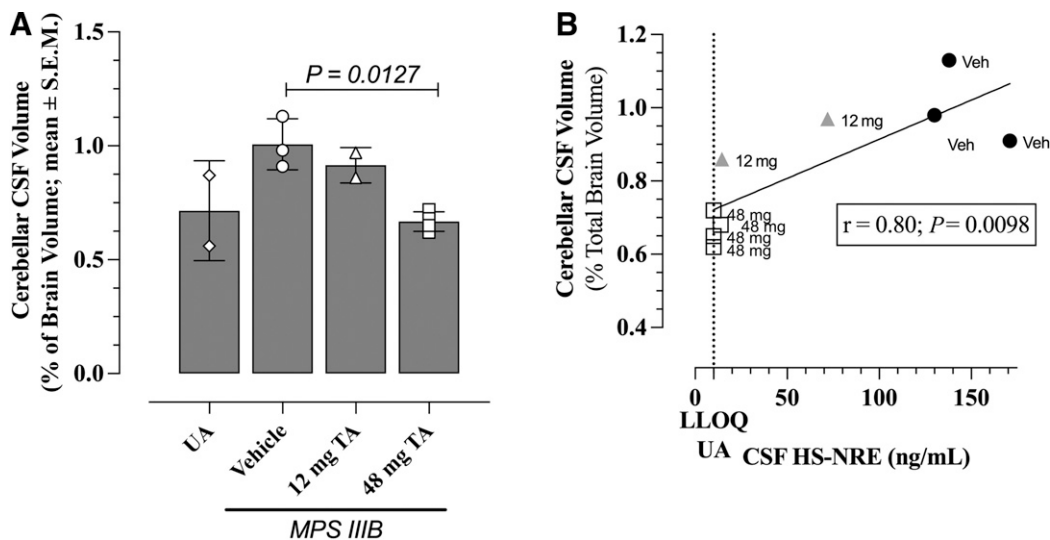 A
Cerebellar CSF Volume
(% of Brain Volume; mean ± S.E.M.)
1.5
1.0
0.5
0.0
P = 0.0127
UA
Vehicle
12 mg TA
48 mg TA
MPS IIIB
B
Cerebellar CSF Volume
(% Total Brain Volume)
1.2
1.0
0.8
0.6
0.4
Veh
12 mg
Veh
Veh
12 mg
48 mg
48 mg
48 mg
48 mg
r = 0.80; P = 0.0098
0
50
100
150
LLOQ
UA
CSF HS-NRE (ng/mL)